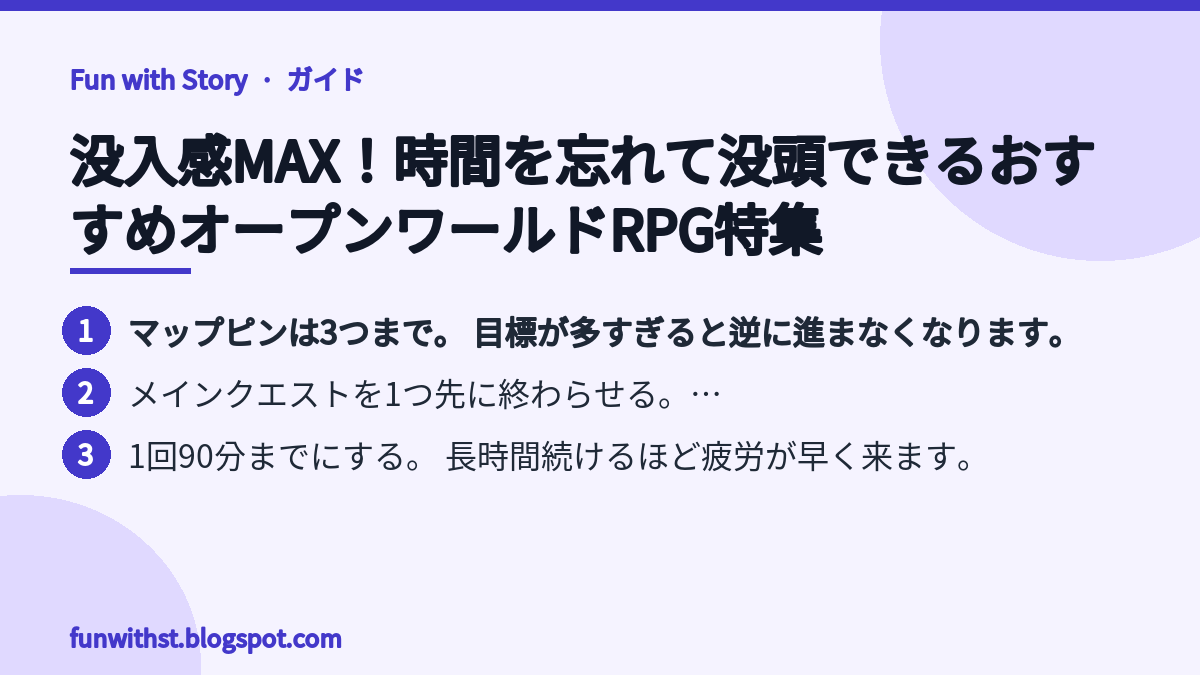 Fun with Story ・ ガイド
没入感MAX！時間を忘れて没頭できるおす
すめオープンワールドRPG特集
1 マップピンは3つまで。 目標が多すぎると逆に進まなくなります。
2 メインクエストを1つ先に終わらせる。…
3 1回90分までにする。 長時間続けるほど疲労が早く来ます。
funwithst.blogspot.com